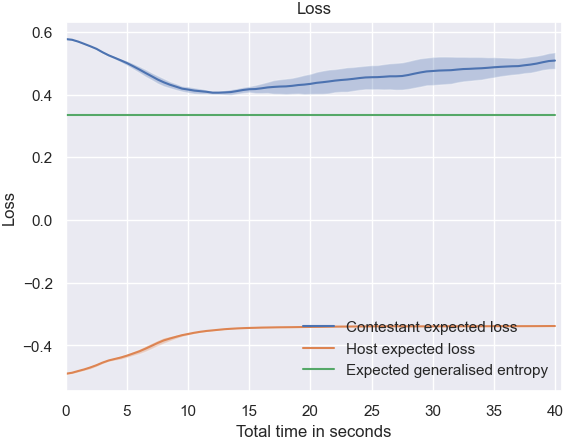 Loss
0.6
0.4
0.2
0.0
−0.2
−0.4
Loss
Contestant expected loss
Host expected loss
Expected generalised entropy
0 5 10 15 20 25 30 35 40
Total time in seconds